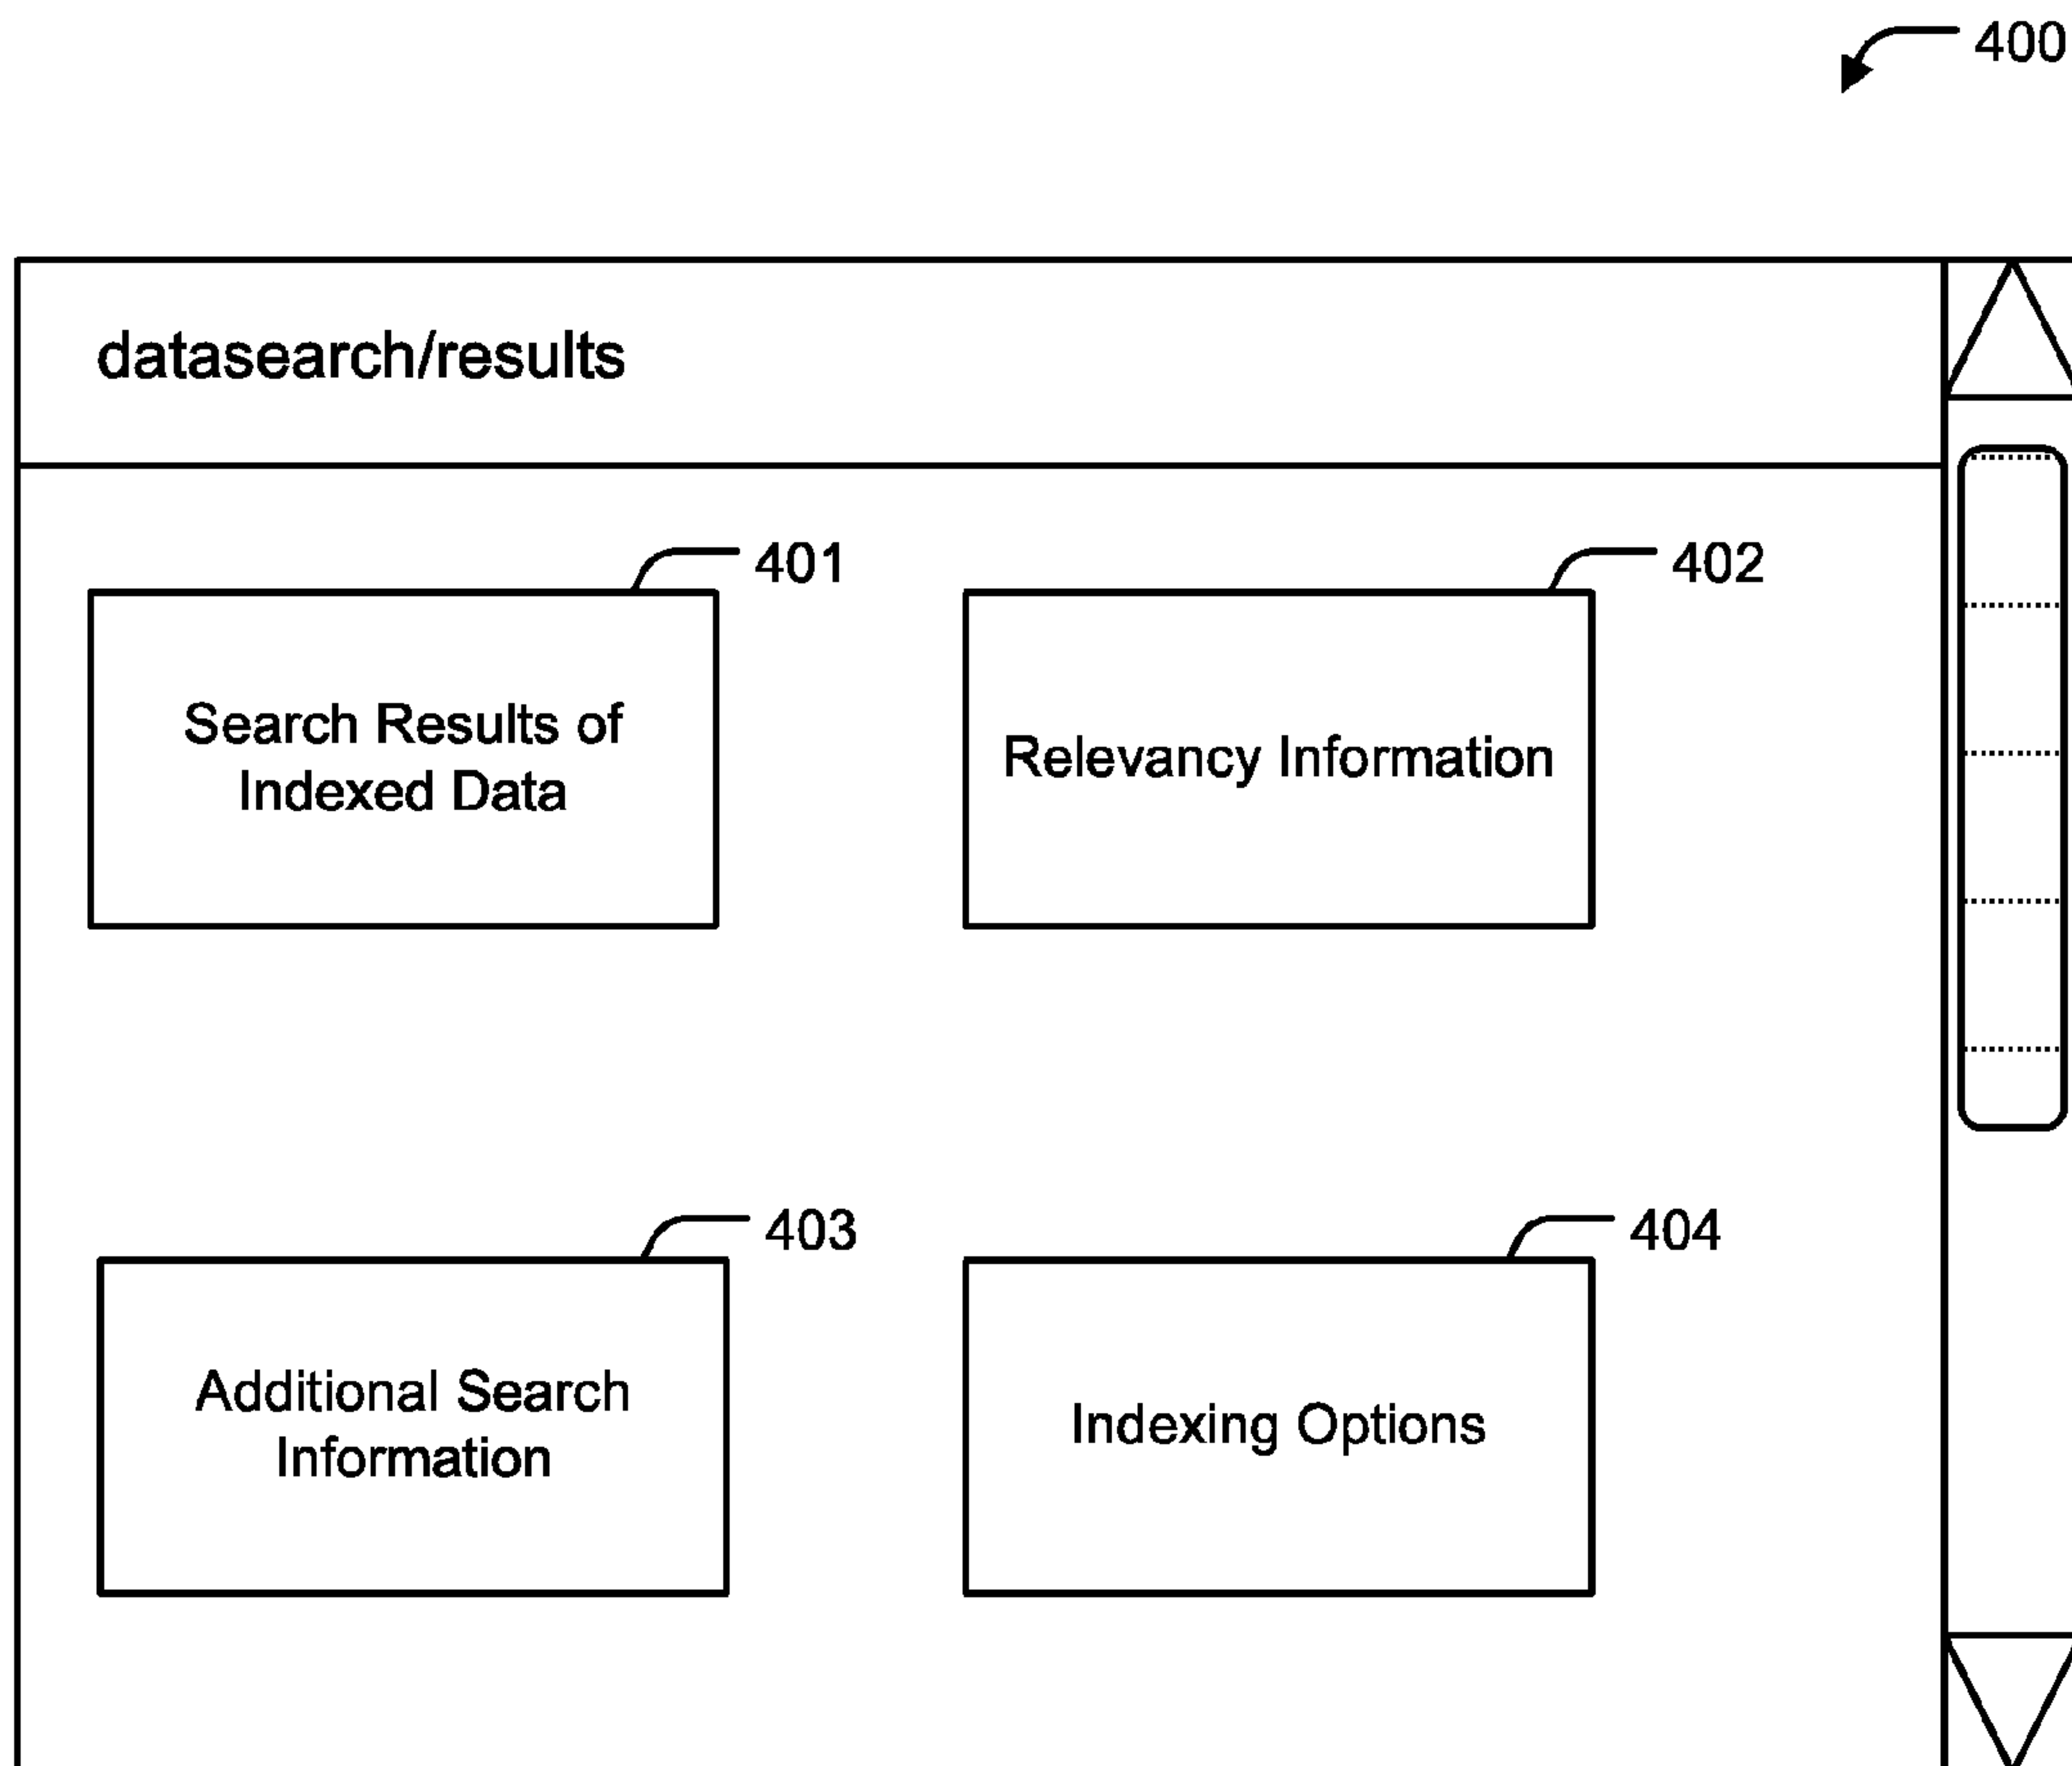 400
datasearch/results
401
402
Search Results of
Indexed Data
Relevancy Information
403
404
Additional Search
Information
Indexing Options